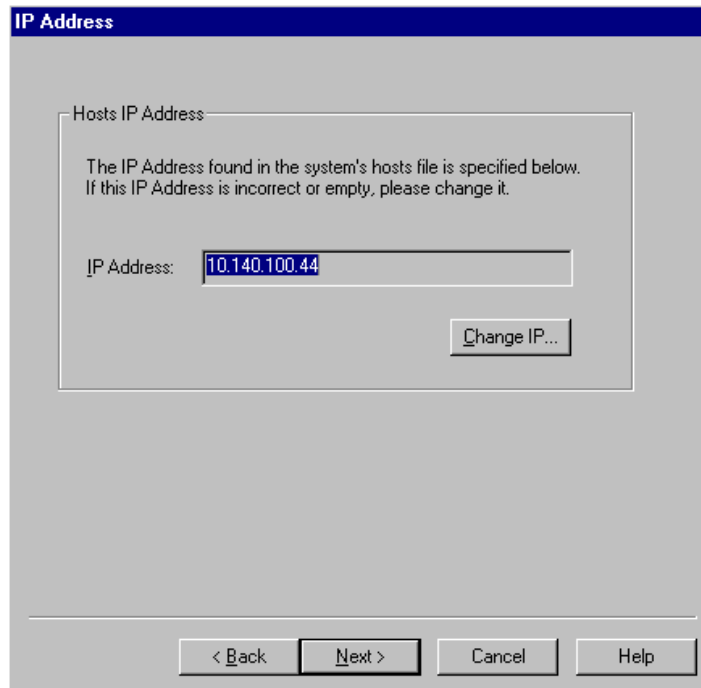 IP Address
Hosts IP Address
The IP Address found in the system's hosts file is specified below.
If this IP Address is incorrect or empty, please change it.
IP Address: 10.140.100.44
Change IP...
< Back Next > Cancel Help